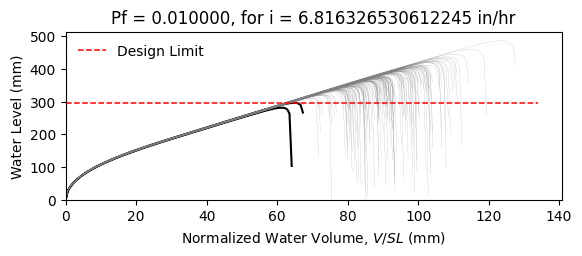 Pf = 0.010000, for i = 6.816326530612245 in/hr
Design Limit
Water Level (mm)
500
400
300
200
100
0
0 20 40 60 80 100 120 140
Normalized Water Volume, V/SL (mm)